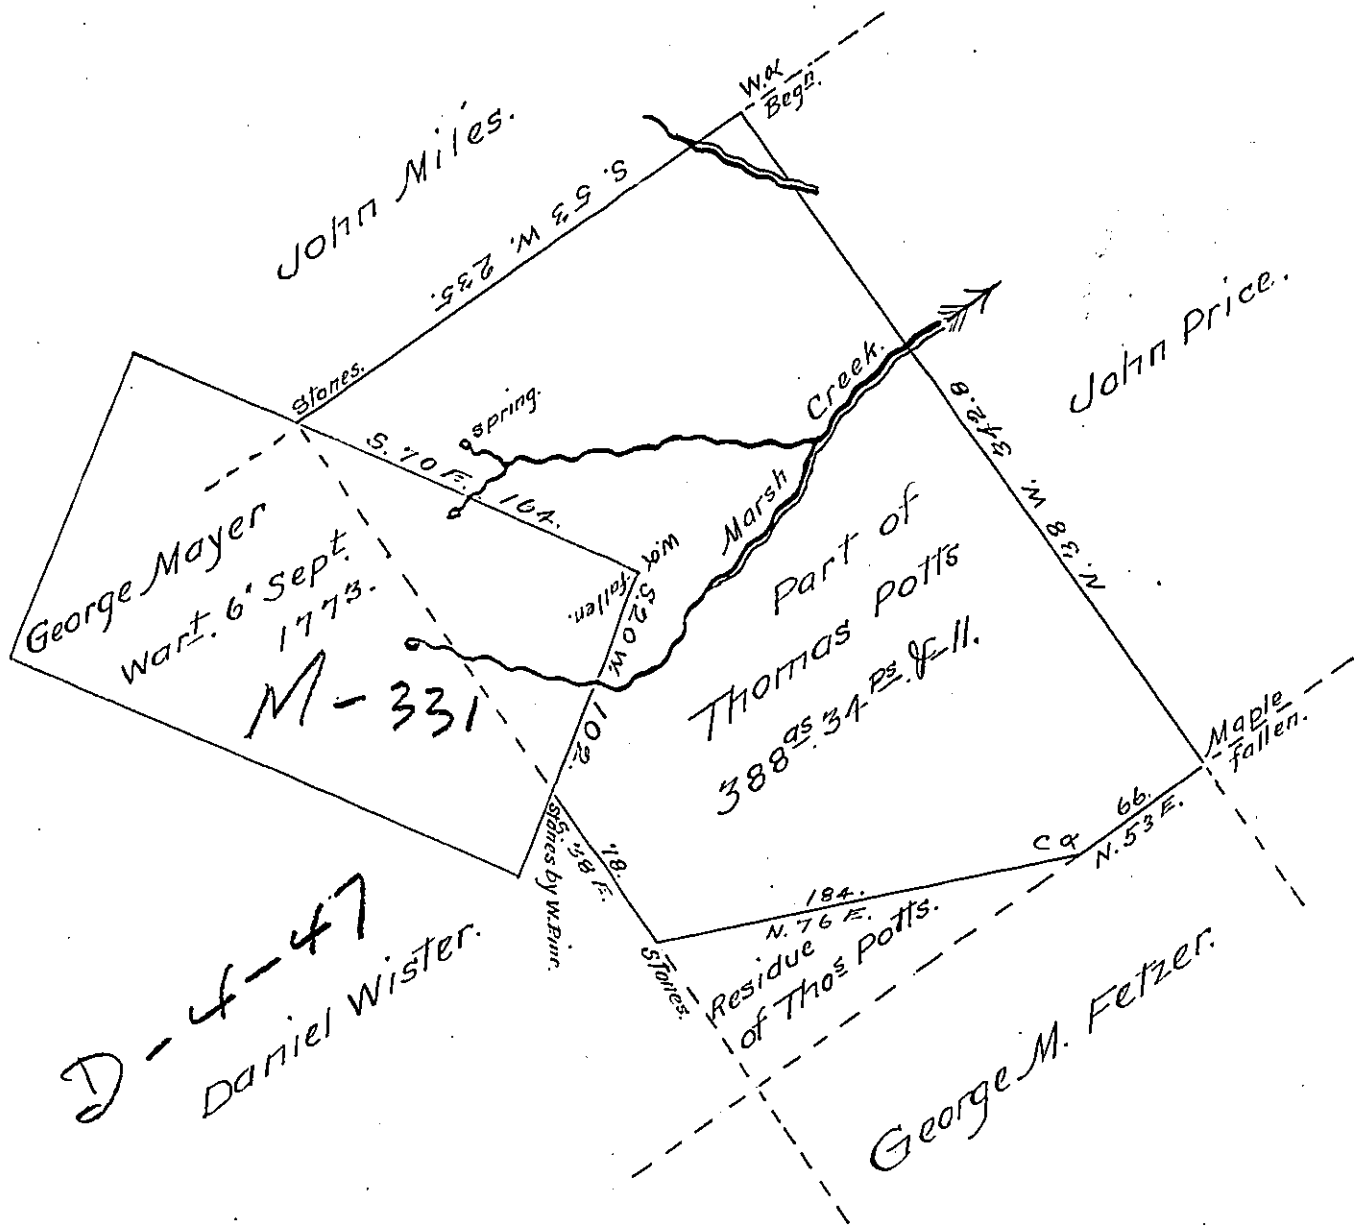 W.α
Begn.
John Miles.
S. 53 W. 235.
John Price.
Stones.
spring.
Creek.
Marsh
N. 38 W. 342.8
S. 70 E. 164.
W.α
fallen.
George Mayer
Wart. 6' Sept.
1773.
M - 331
S. 20 W. 102.
Part of
Thomas Potts
388as. 34ps. &-ll.
Maple
fallen.
66.
N. 53 E.
C α
Stones by W. Pine.
S. 38 E.
78.
184.
N. 76 E.
Stones.
Residue
of Thos Potts.
D-4-47
Daniel Wister.
George M. Fetzer.